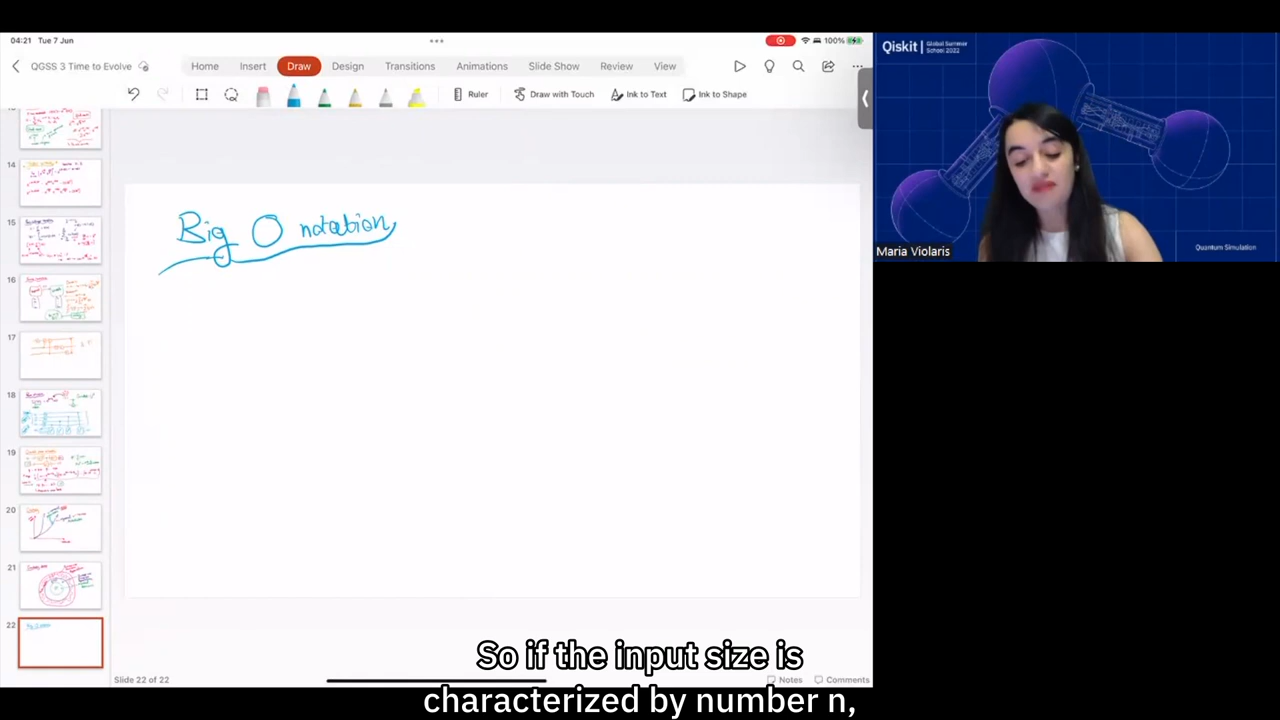 04:21 Tue 7 Jun
100%
QGSS 3 Time to Evolve
Home Insert Draw Design Transitions Animations Slide Show Review View
Ruler Draw with Touch Ink to Text Ink to Shape
14
15
16
17
18
19
20
21
22
Big O notation
Slide 22 of 22
Notes Comments
Qiskit | Global Summer School 2022
Maria Violaris
Quantum Simulation
So if the input size is
characterized by number n,